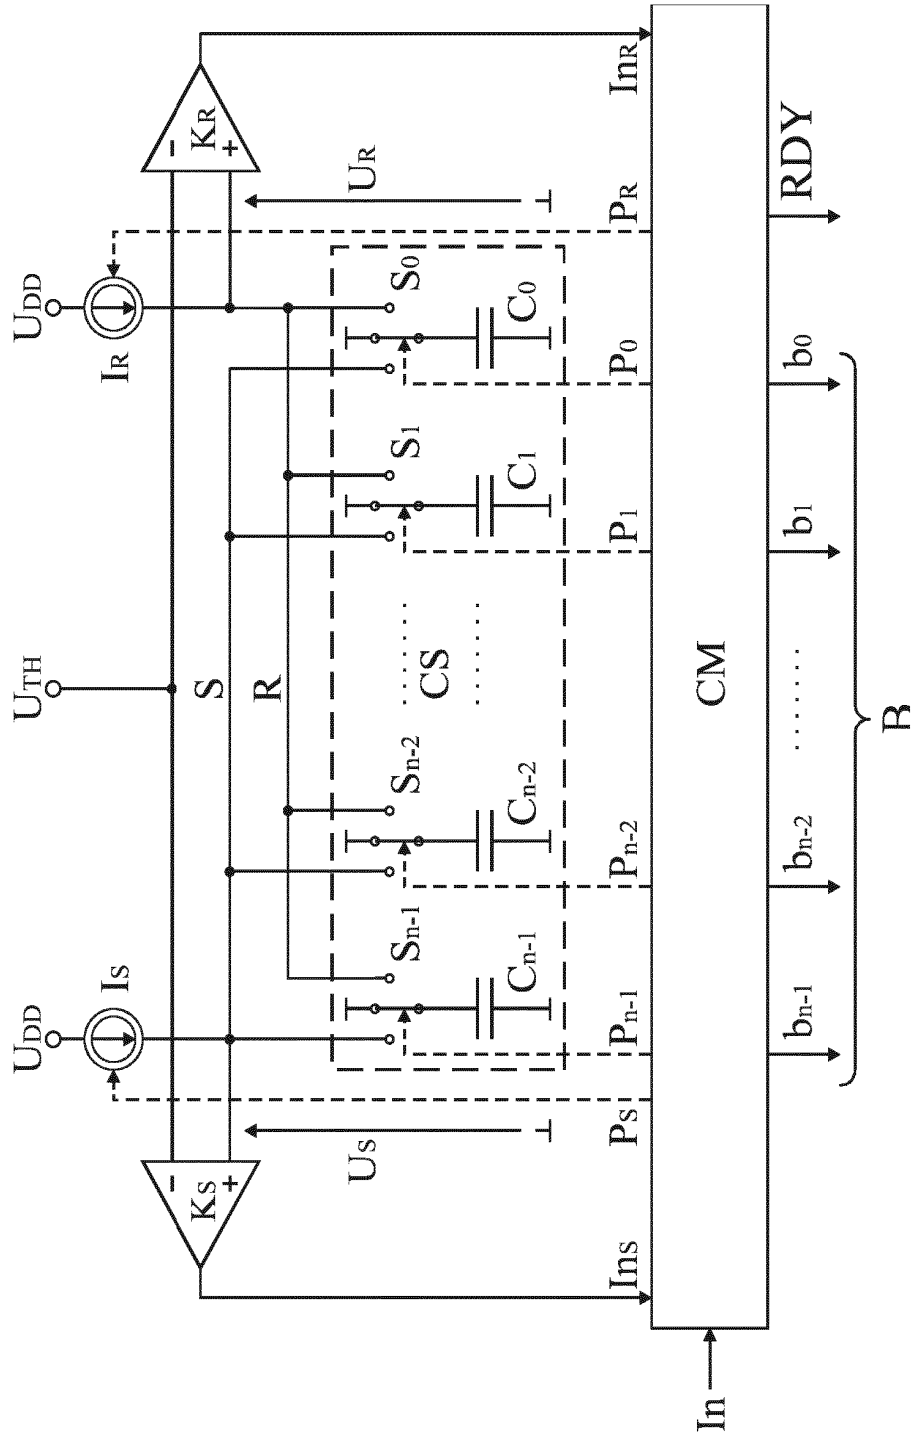 UDD
UTH
UDD
IS
IR
KS
KR
− +
− +
S
R
US
UR
Sn-1
Sn-2
S1
S0
CS
Cn-1
Cn-2
C1
C0
InS
PS
Pn-1
Pn-2
P1
P0
PR
InR
In
CM
bn-1
bn-2
b1
b0
RDY
B